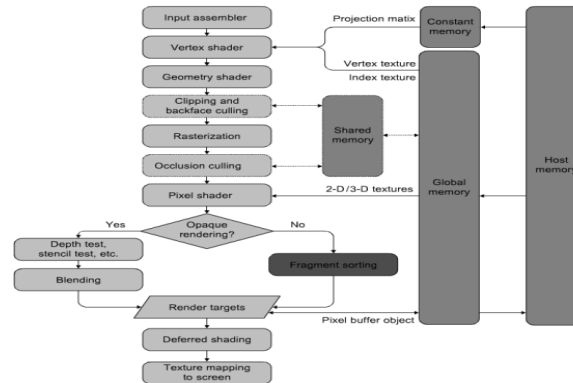 Input assembler
Projection matix
Constant
memory
Vertex shader
Vertex texture
Index texture
Geometry shader
Clipping and
backface culling
Rasterization
Shared
memory
Occlusion culling
Global
memory
Host
memory
Pixel shader
2-D/3-D textures
Yes
Opaque
rendering?
No
Depth test,
stencil test, etc.
Fragment sorting
Blending
Render targets
Pixel buffer object
Deferred shading
Texture mapping
to screen